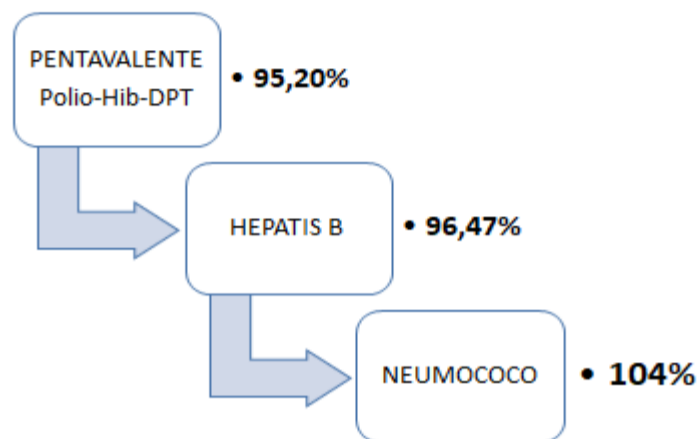 PENTAVALENTE
Polio-Hib-DPT
• 95,20%
HEPATIS B
• 96,47%
NEUMOCOCO
• 104%